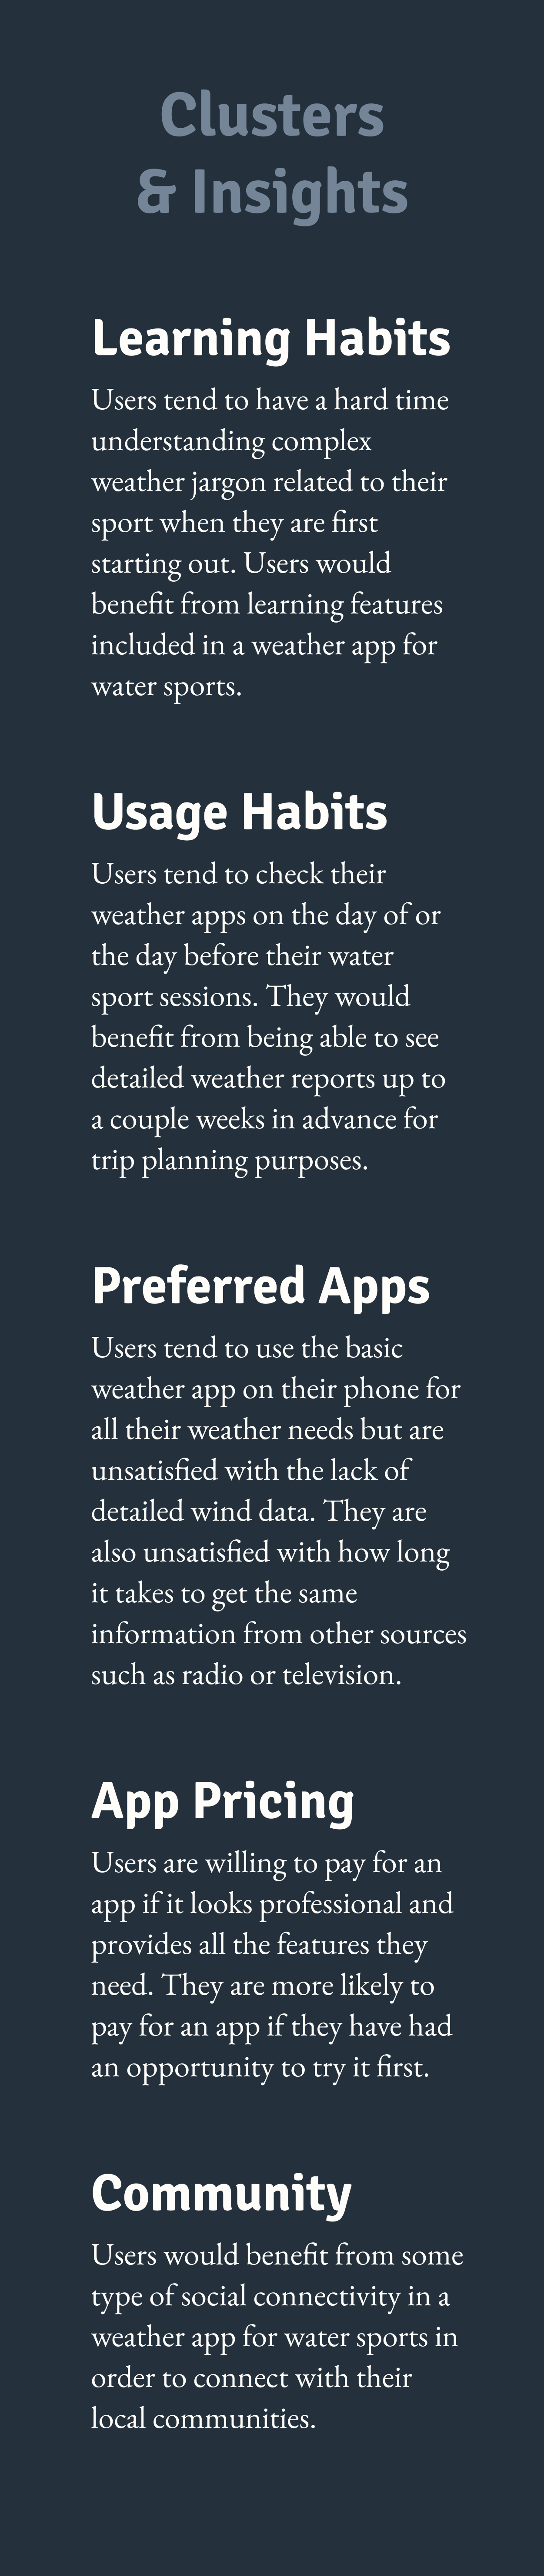 Clusters
& Insights
Learning Habits
Users tend to have a hard time
understanding complex
weather jargon related to their
sport when they are first
starting out. Users would
benefit from learning features
included in a weather app for
water sports.
Usage Habits
Users tend to check their
weather apps on the day of or
the day before their water
sport sessions. They would
benefit from being able to see
detailed weather reports up to
a couple weeks in advance for
trip planning purposes.
Preferred Apps
Users tend to use the basic
weather app on their phone for
all their weather needs but are
unsatisfied with the lack of
detailed wind data. They are
also unsatisfied with how long
it takes to get the same
information from other sources
such as radio or television.
App Pricing
Users are willing to pay for an
app if it looks professional and
provides all the features they
need. They are more likely to
pay for an app if they have had
an opportunity to try it first.
Community
Users would benefit from some
type of social connectivity in a
weather app for water sports in
order to connect with their
local communities.